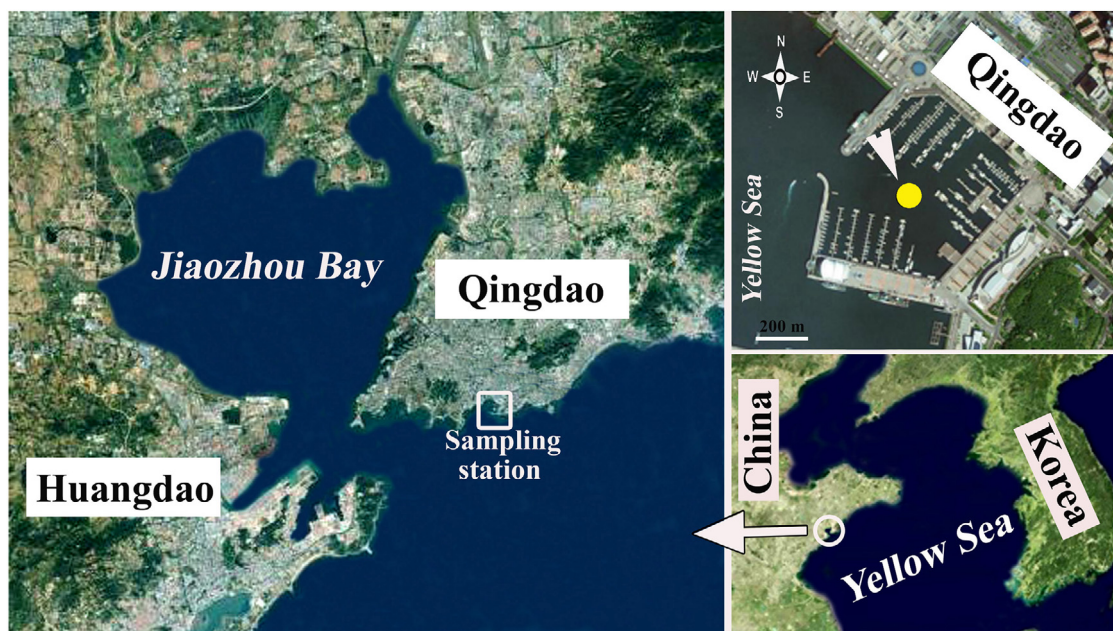 Jiaozhou Bay
Qingdao
Sampling
station
Huangdao
N
W E
S
Qingdao
Yellow Sea
200 m
China
Korea
Yellow Sea